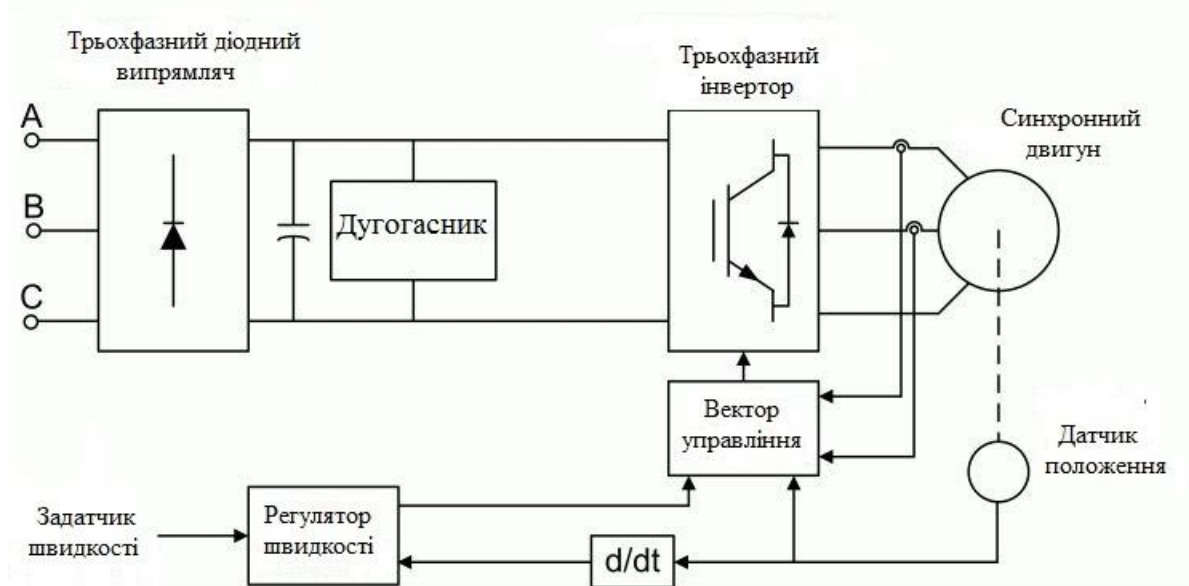 Трьохфазний діодний
випрямляч
Трьохфазний
інвертор
Синхронний
двигун
A
B
C
Дугогасник
Вектор
управління
Датчик
положення
Задатчик
швидкості
Регулятор
швидкості
d/dt